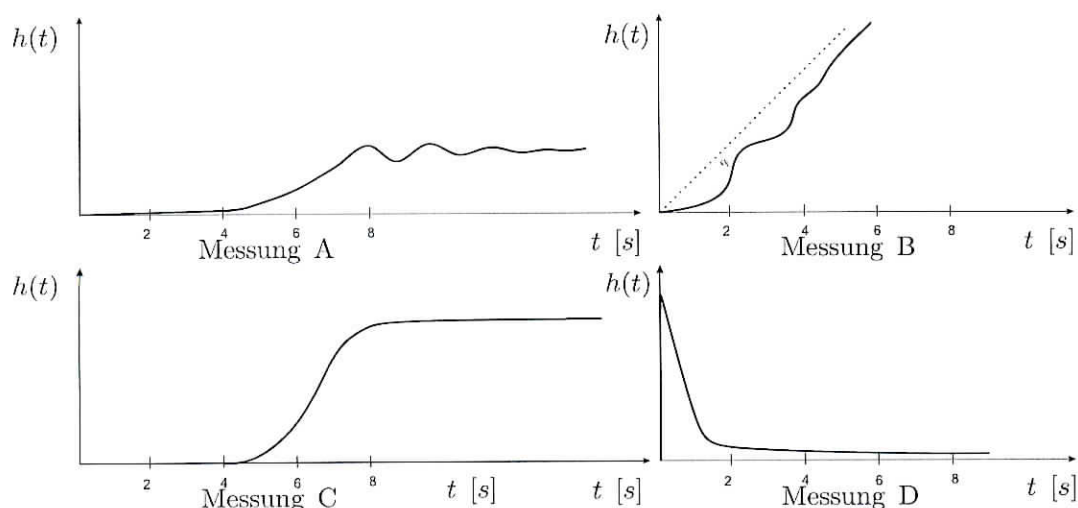 h(t)
2 4 6 8
Messung A
t [s]
h(t)
2 4 6 8
Messung B
t [s]
h(t)
2 4 6 8
Messung C
t [s]
t [s]
h(t)
2 4 6 8
Messung D
t [s]